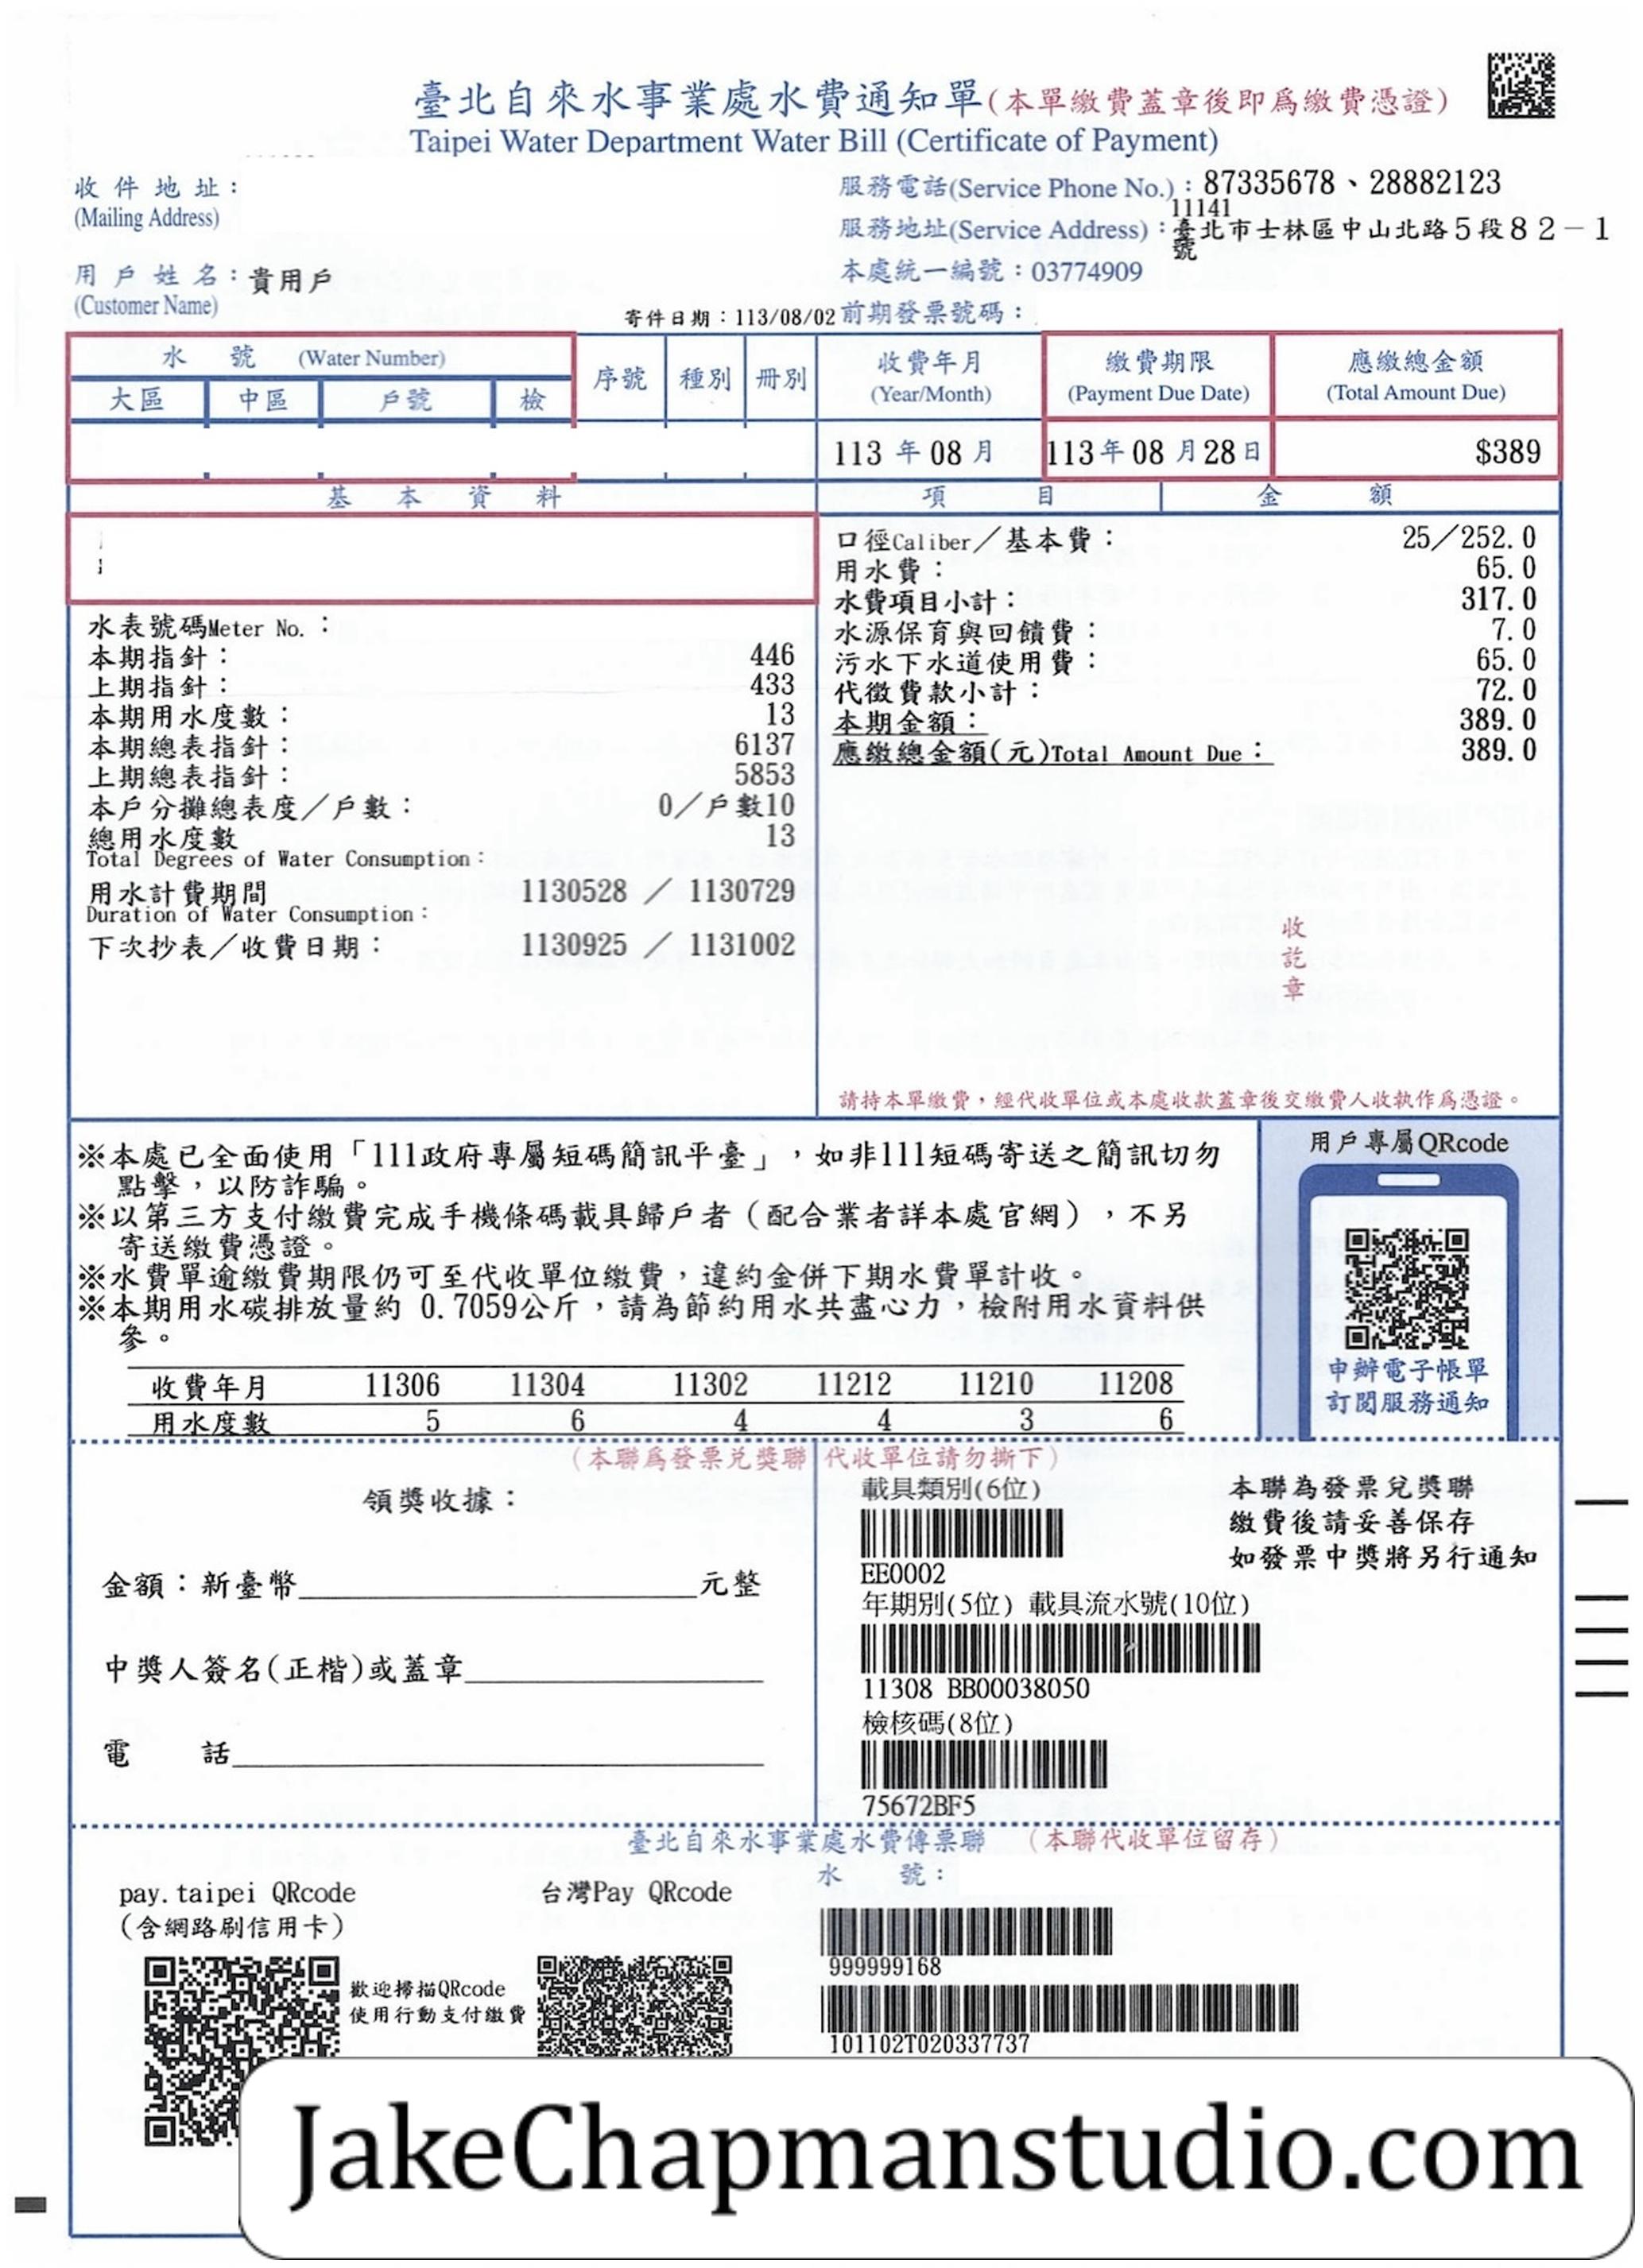 臺北自來水事業處水費通知單(本單繳費蓋章後即爲繳費憑證)
Taipei Water Department Water Bill (Certificate of Payment)
收件地址：
(Mailing Address)
用戶姓名：貴用戶
(Customer Name)
服務電話(Service Phone No.)：87335678、28882123
11141
服務地址(Service Address)：臺北市士林區中山北路５段８２－１
號
本處統一編號：03774909
寄件日期：113/08/02
前期發票號碼：
水 號 (Water Number)
大區 中區 戶號 檢
序號 種別 冊別
收費年月
(Year/Month)
繳費期限
(Payment Due Date)
應繳總金額
(Total Amount Due)
113 年 08 月
113 年 08 月 28 日
$389
基本資料
項目
金額
水表號碼Meter No.：
本期指針： 446
上期指針： 433
本期用水度數： 13
本期總表指針： 6137
上期總表指針： 5853
本戶分攤總表度／戶數： 0／戶數10
總用水度數 13
Total Degrees of Water Consumption：
用水計費期間 1130528 ／ 1130729
Duration of Water Consumption：
下次抄表／收費日期： 1130925 ／ 1131002
口徑Caliber／基本費： 25／252.0
用水費： 65.0
水費項目小計： 317.0
水源保育與回饋費： 7.0
污水下水道使用費： 65.0
代徵費款小計： 72.0
本期金額： 389.0
應繳總金額(元)Total Amount Due： 389.0
收訖章
請持本單繳費，經代收單位或本處收款蓋章後交繳費人收執作爲憑證。
※本處已全面使用「111政府專屬短碼簡訊平臺」，如非111短碼寄送之簡訊切勿
點擊，以防詐騙。
※以第三方支付繳費完成手機條碼載具歸戶者（配合業者詳本處官網），不另
寄送繳費憑證。
※水費單逾繳費期限仍可至代收單位繳費，違約金併下期水費單計收。
※本期用水碳排放量約 0.7059公斤，請為節約用水共盡心力，檢附用水資料供
參。
收費年月 11306 11304 11302 11212 11210 11208
用水度數 5 6 4 4 3 6
用戶專屬QRcode
申辦電子帳單
訂閱服務通知
(本聯爲發票兌獎聯 代收單位請勿撕下)
領獎收據：
金額：新臺幣 元整
中獎人簽名(正楷)或蓋章
電 話
載具類別(6位)
EE0002
年期別(5位) 載具流水號(10位)
11308 BB00038050
檢核碼(8位)
75672BF5
本聯為發票兌獎聯
繳費後請妥善保存
如發票中獎將另行通知
臺北自來水事業處水費傳票聯 (本聯代收單位留存)
水 號：
pay.taipei QRcode
(含網路刷信用卡)
歡迎掃描QRcode
使用行動支付繳費
台灣Pay QRcode
999999168
101102T020337737
JakeChapmanstudio.com